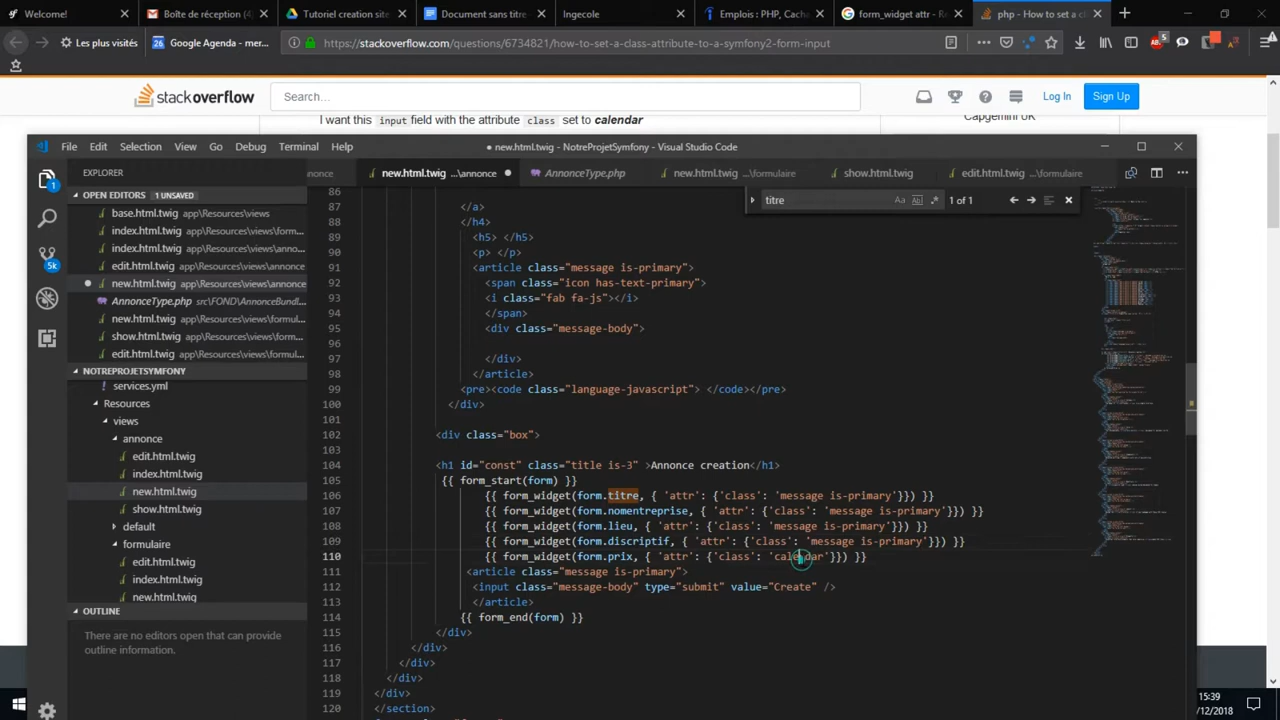 Welcome!
Boîte de réception (4)
Tutoriel creation site
Document sans titre
Ingecole
Emplois : PHP, Cacha
form_widget attr - Re
php - How to set a cl
Les plus visités
Google Agenda - mer...
https://stackoverflow.com/questions/6734821/how-to-set-a-class-attribute-to-a-symfony2-form-input
5
stackoverflow
Search...
Log In
Sign Up
I want this input field with the attribute class set to calendar
Capgemini UK
File Edit Selection View Go Debug Terminal Help
● new.html.twig - NotreProjetSymfony - Visual Studio Code
EXPLORER
nnonce
new.html.twig ...\annonce
AnnonceType.php
new.html.twig ...\formulaire
show.html.twig
edit.html.twig ...\formulaire
OPEN EDITORS 1 UNSAVED
base.html.twig app\Resources\views
index.html.twig app\Resources\views\form...
index.html.twig app\Resources\views\anno...
edit.html.twig app\Resources\views\annonce
new.html.twig app\Resources\views\annonce
AnnonceType.php src\FOND\AnnonceBundl...
new.html.twig app\Resources\views\formul...
show.html.twig app\Resources\views\form...
edit.html.twig app\Resources\views\formul...
NOTREPROJETSYMFONY
services.yml
Resources
views
annonce
edit.html.twig
index.html.twig
new.html.twig
show.html.twig
default
formulaire
edit.html.twig
index.html.twig
new.html.twig
OUTLINE
There are no editors open that can provide
outline information.
1
5k
titre
Aa
1 of 1
86
87 </a>
88 </h4>
89 <h5> </h5>
90 <p> </p>
91 <article class="message is-primary">
92 <span class="icon has-text-primary">
93 <i class="fab fa-js"></i>
94 </span>
95 <div class="message-body">
96
97 </div>
98 </article>
99 <pre><code class="language-javascript"> </code></pre>
100 </div>
101
102 <div class="box">
103
104 <h1 id="const" class="title is-3" >Annonce creation</h1>
105 {{ form_start(form) }}
106 {{ form_widget(form.titre, { 'attr': {'class': 'message is-primary'}}) }}
107 {{ form_widget(form.nomentreprise, { 'attr': {'class': 'message is-primary'}}) }}
108 {{ form_widget(form.lieu, { 'attr': {'class': 'message is-primary'}}) }}
109 {{ form_widget(form.discriptif, { 'attr': {'class': 'message is-primary'}}) }}
110 {{ form_widget(form.prix, { 'attr': {'class': 'calendar'}}) }}
111 <article class="message is-primary">
112 <input class="message-body" type="submit" value="Create" />
113 </article>
114 {{ form_end(form) }}
115 </div>
116 </div>
117 </div>
118 </div>
119 </div>
120 </section>
15:39
/12/2018